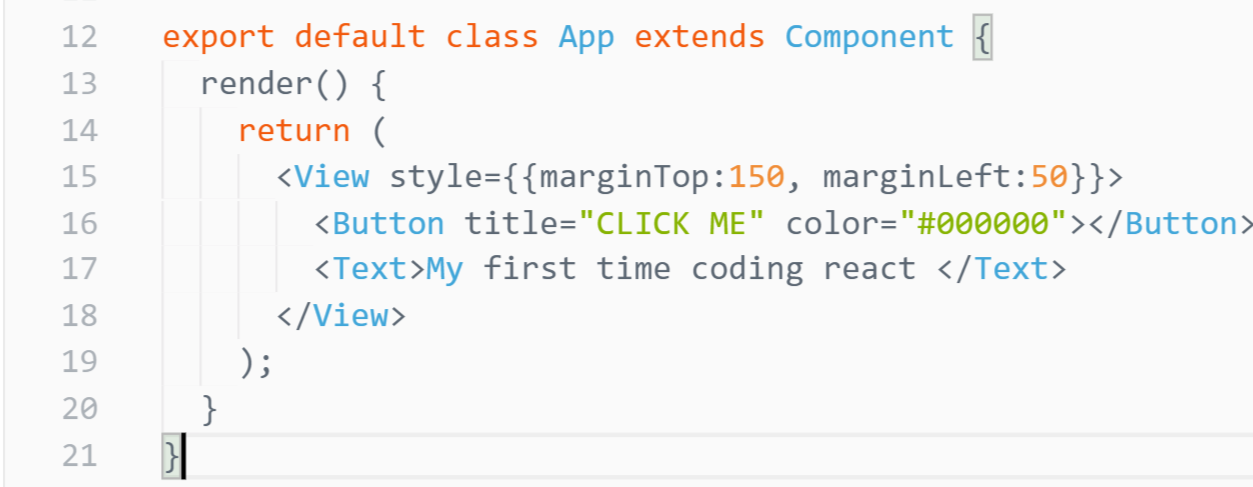 12 export default class App extends Component {
13 render() {
14 return (
15 <View style={{marginTop:150, marginLeft:50}}>
16 <Button title="CLICK ME" color="#000000"></Button>
17 <Text>My first time coding react </Text>
18 </View>
19 );
20 }
21 }